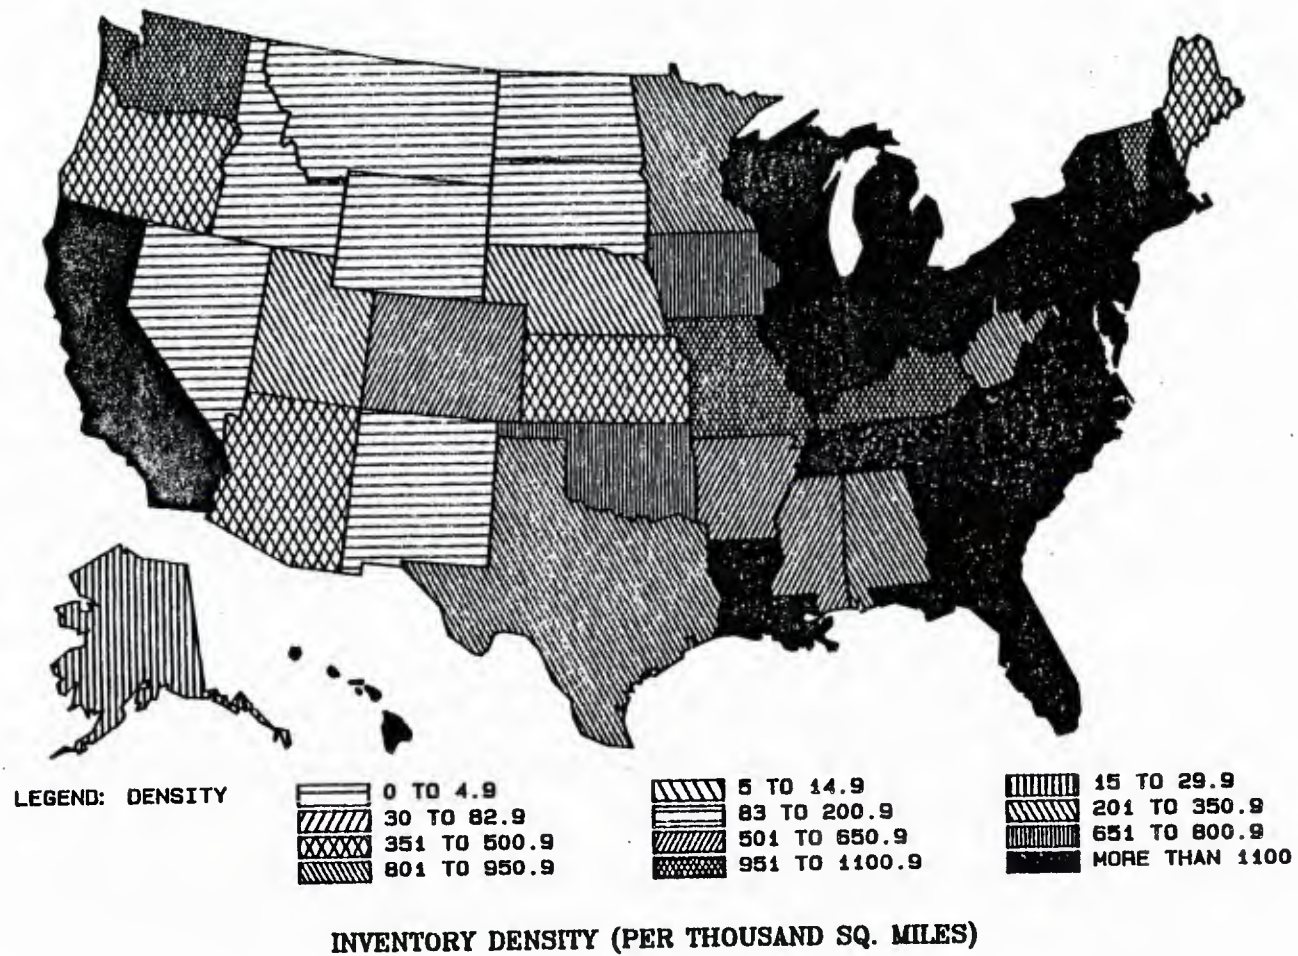 LEGEND: DENSITY
0 TO 4.9
5 TO 14.9
15 TO 29.9
30 TO 82.9
83 TO 200.9
201 TO 350.9
351 TO 500.9
501 TO 650.9
651 TO 800.9
801 TO 950.9
951 TO 1100.9
MORE THAN 1100
INVENTORY DENSITY (PER THOUSAND SQ. MILES)